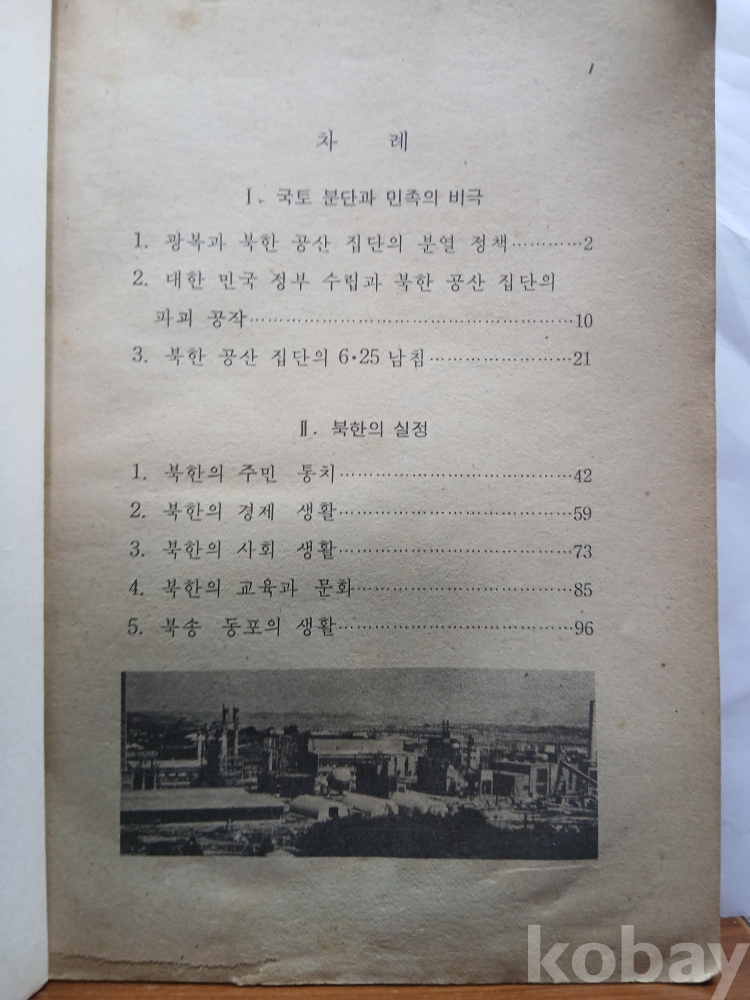 1
차 례
Ⅰ. 국토 분단과 민족의 비극
1. 광복과 북한 공산 집단의 분열 정책…………2
2. 대한 민국 정부 수립과 북한 공산 집단의
파괴 공작………………………………………………10
3. 북한 공산 집단의 6·25 남침……………………21
Ⅱ. 북한의 실정
1. 북한의 주민 통치…………………………………42
2. 북한의 경제 생활…………………………………59
3. 북한의 사회 생활…………………………………73
4. 북한의 교육과 문화………………………………85
5. 북송 동포의 생활…………………………………96
kobay